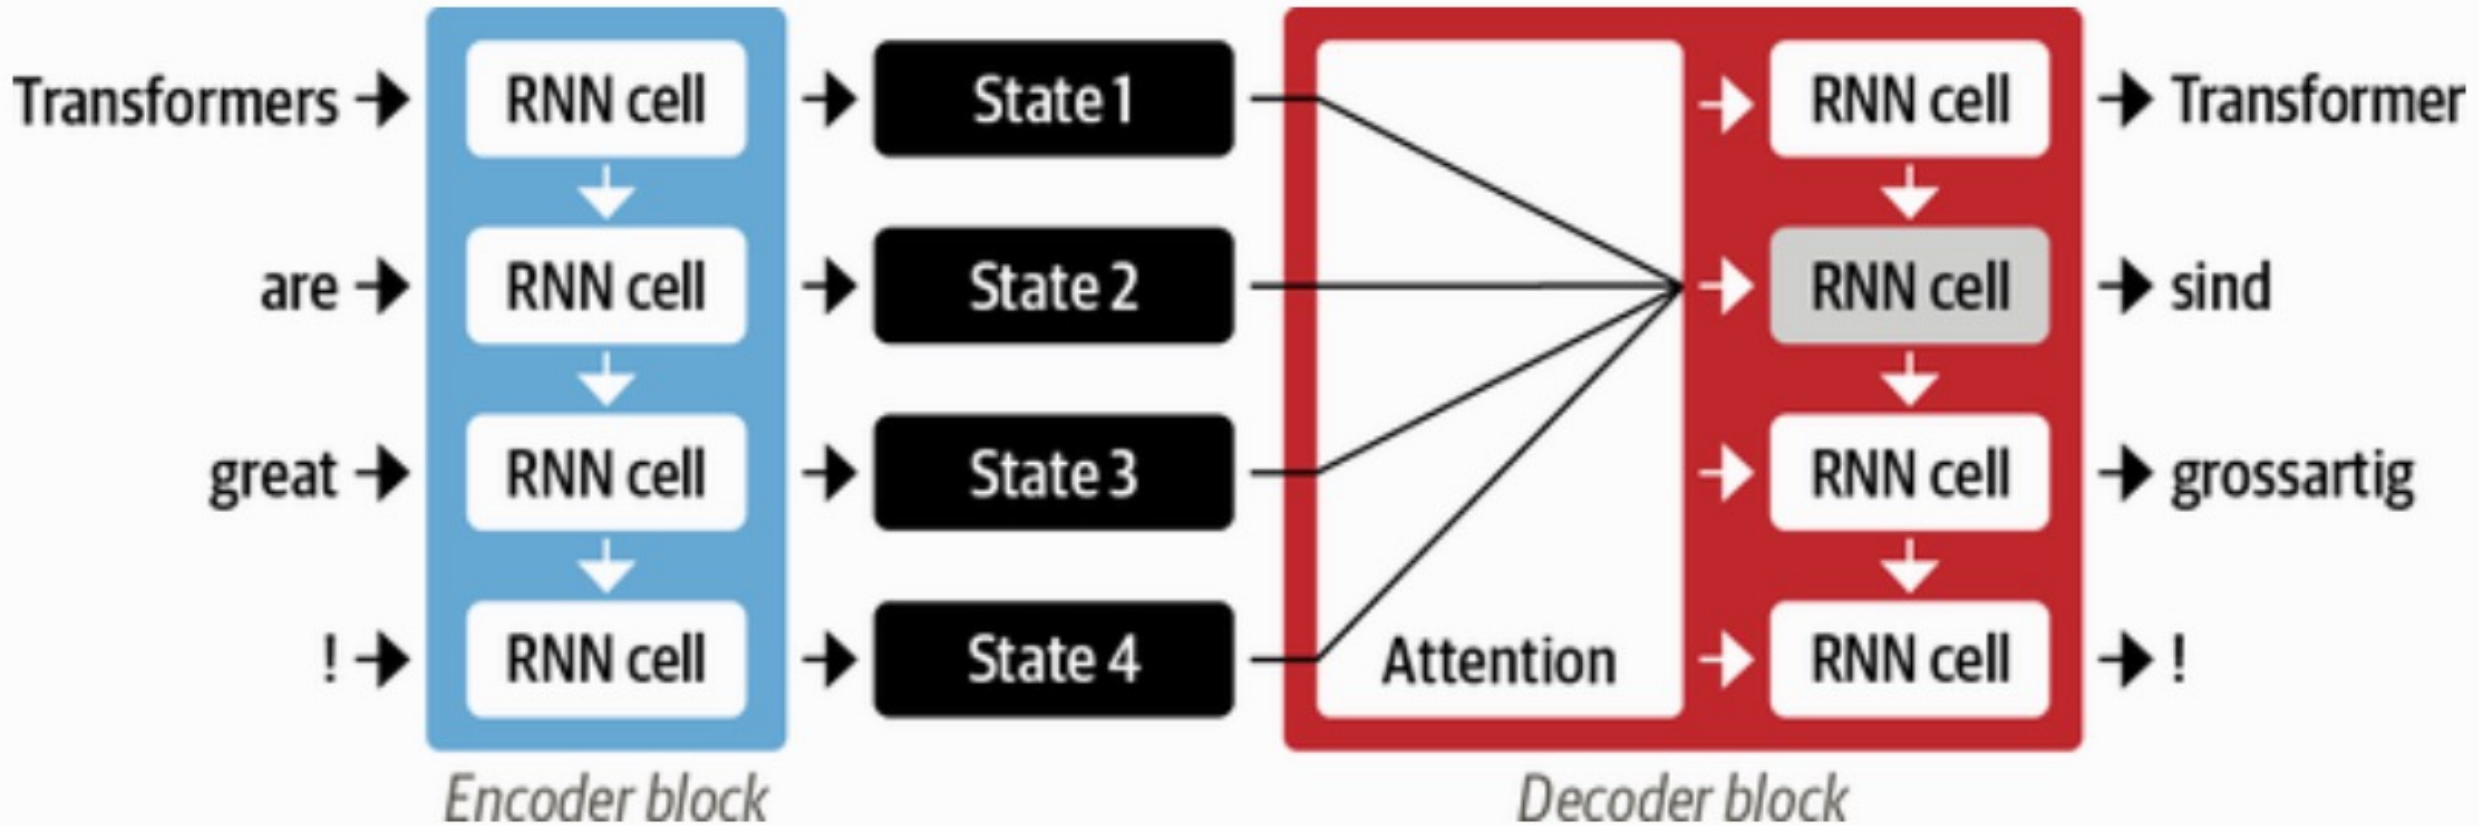 Transformers RNN cell State 1 RNN cell Transformer
are RNN cell State 2 RNN cell sind
great RNN cell State 3 RNN cell grossartig
! RNN cell State 4 Attention RNN cell !
Encoder block Decoder block